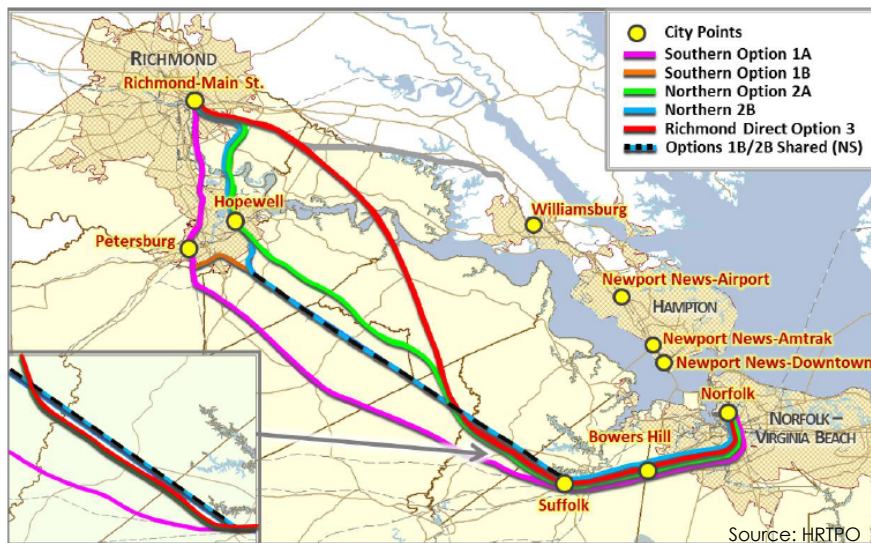 City Points
Southern Option 1A
Southern Option 1B
Northern Option 2A
Northern 2B
Richmond Direct Option 3
Options 1B/2B Shared (NS)
RICHMOND
Richmond-Main St.
Hopewell
Petersburg
Williamsburg
Newport News-Airport
HAMPTON
Newport News-Amtrak
Newport News-Downtown
Norfolk
NORFOLK –
VIRGINIA BEACH
Bowers Hill
Suffolk
Source: HRTPO